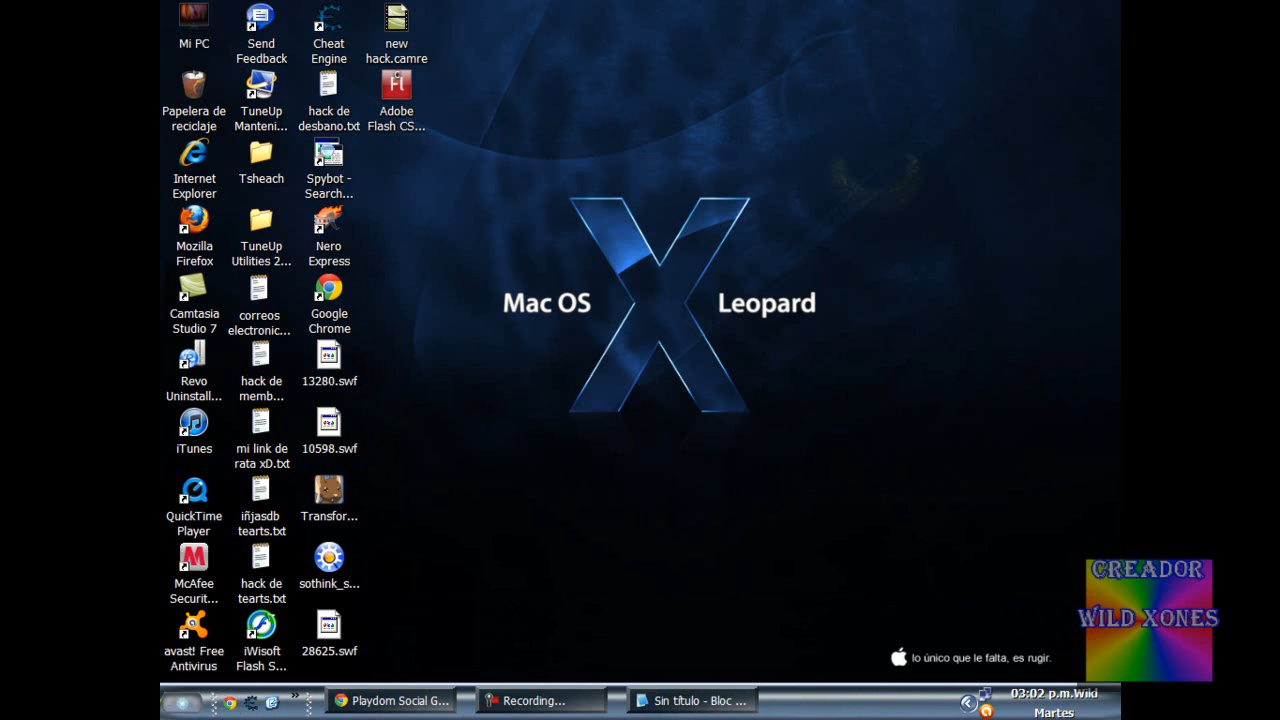 Mi PC
Send
Feedback
Cheat
Engine
new
hack.camre
Papelera de
reciclaje
TuneUp
Manteni...
hack de
desbano.txt
Fl
Adobe
Flash CS...
Internet
Explorer
Tsheach
Spybot -
Search...
Mozilla
Firefox
TuneUp
Utilities 2...
Nero
Express
Camtasia
Studio 7
correos
electronic...
Google
Chrome
Revo
Uninstall...
hack de
memb...
13280.swf
iTunes
mi link de
rata xD.txt
10598.swf
QuickTime
Player
iñjasdb
tearts.txt
Transfor...
McAfee
Securit...
hack de
tearts.txt
sothink_s...
avast! Free
Antivirus
iWisoft
Flash S...
28625.swf
Mac OS X Leopard
CREADOR
WILD XONES
lo único que le falta, es rugir.
Playdom Social G...
Recording...
Sin título - Bloc ...
03:02 p.m. Wiki
Martes